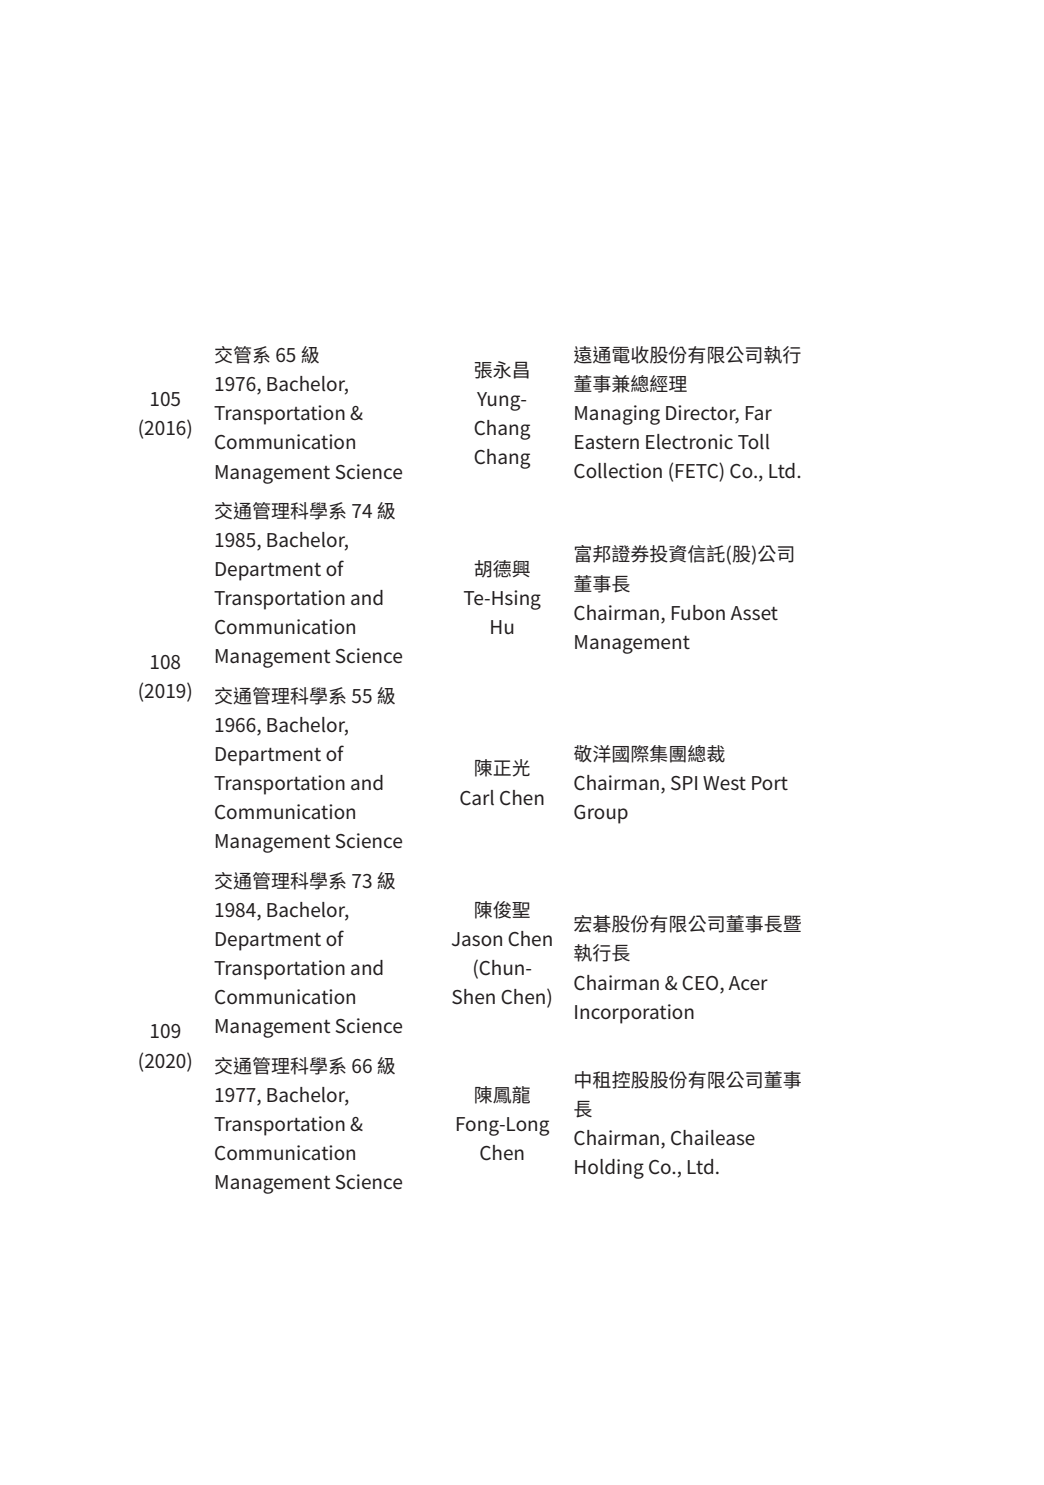 105
(2016)
交管系 65 級
1976, Bachelor,
Transportation &
Communication
Management Science
張永昌
Yung-
Chang
Chang
遠通電收股份有限公司執行
董事兼總經理
Managing Director, Far
Eastern Electronic Toll
Collection (FETC) Co., Ltd.
108
(2019)
交通管理科學系 74 級
1985, Bachelor,
Department of
Transportation and
Communication
Management Science
胡德興
Te-Hsing
Hu
富邦證券投資信託(股)公司
董事長
Chairman, Fubon Asset
Management
交通管理科學系 55 級
1966, Bachelor,
Department of
Transportation and
Communication
Management Science
陳正光
Carl Chen
敬洋國際集團總裁
Chairman, SPI West Port
Group
109
(2020)
交通管理科學系 73 級
1984, Bachelor,
Department of
Transportation and
Communication
Management Science
陳俊聖
Jason Chen
(Chun-
Shen Chen)
宏碁股份有限公司董事長暨
執行長
Chairman & CEO, Acer
Incorporation
交通管理科學系 66 級
1977, Bachelor,
Transportation &
Communication
Management Science
陳鳳龍
Fong-Long
Chen
中租控股股份有限公司董事
長
Chairman, Chailease
Holding Co., Ltd.